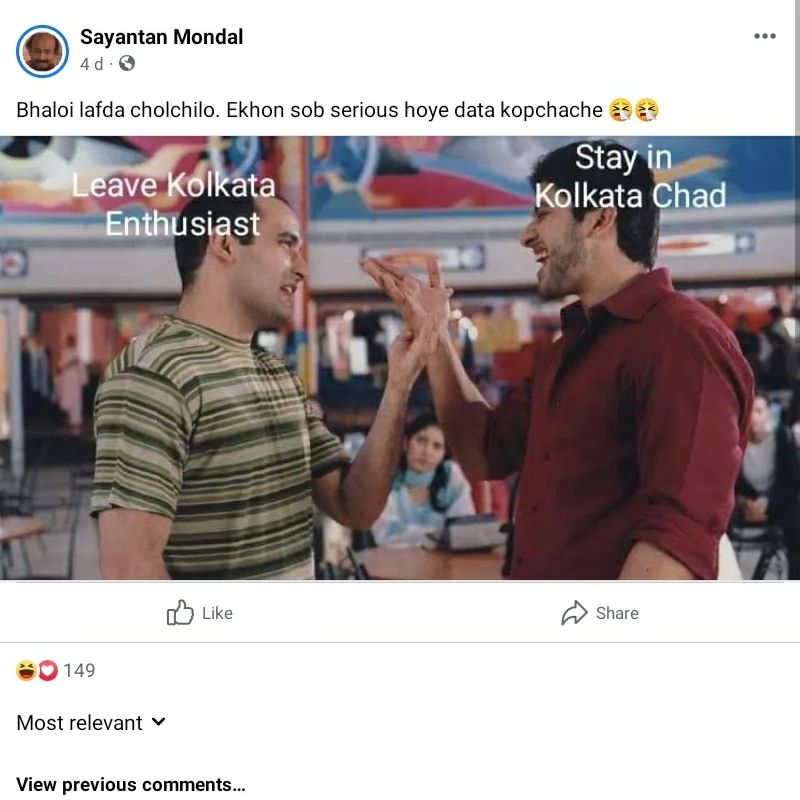 Sayantan Mondal
4 d ·
Bhaloi lafda cholchilo. Ekhon sob serious hoye data kopchache 🤧🤧
Leave Kolkata
Enthusiast
Stay in
Kolkata Chad
Like
Share
149
Most relevant
View previous comments...